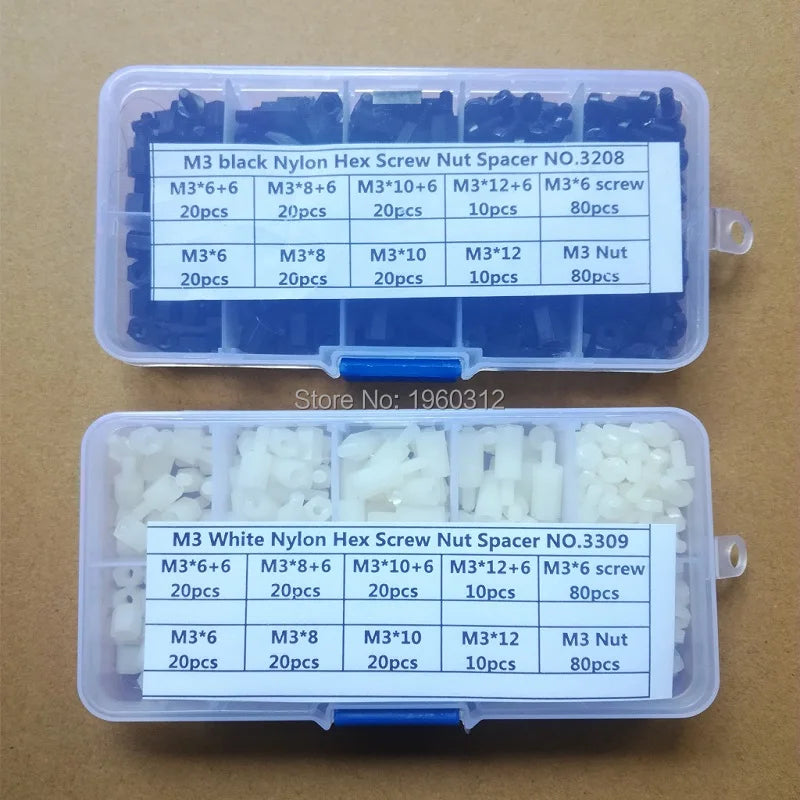 M3 black Nylon Hex Screw Nut Spacer NO.3208
M3*6+6 M3*8+6 M3*10+6 M3*12+6 M3*6 screw
20pcs 20pcs 20pcs 10pcs 80pcs
M3*6 M3*8 M3*10 M3*12 M3 Nut
20pcs 20pcs 20pcs 10pcs 80pcs
Store No: 1960312
M3 White Nylon Hex Screw Nut Spacer NO.3309
M3*6+6 M3*8+6 M3*10+6 M3*12+6 M3*6 screw
20pcs 20pcs 20pcs 10pcs 80pcs
M3*6 M3*8 M3*10 M3*12 M3 Nut
20pcs 20pcs 20pcs 10pcs 80pcs